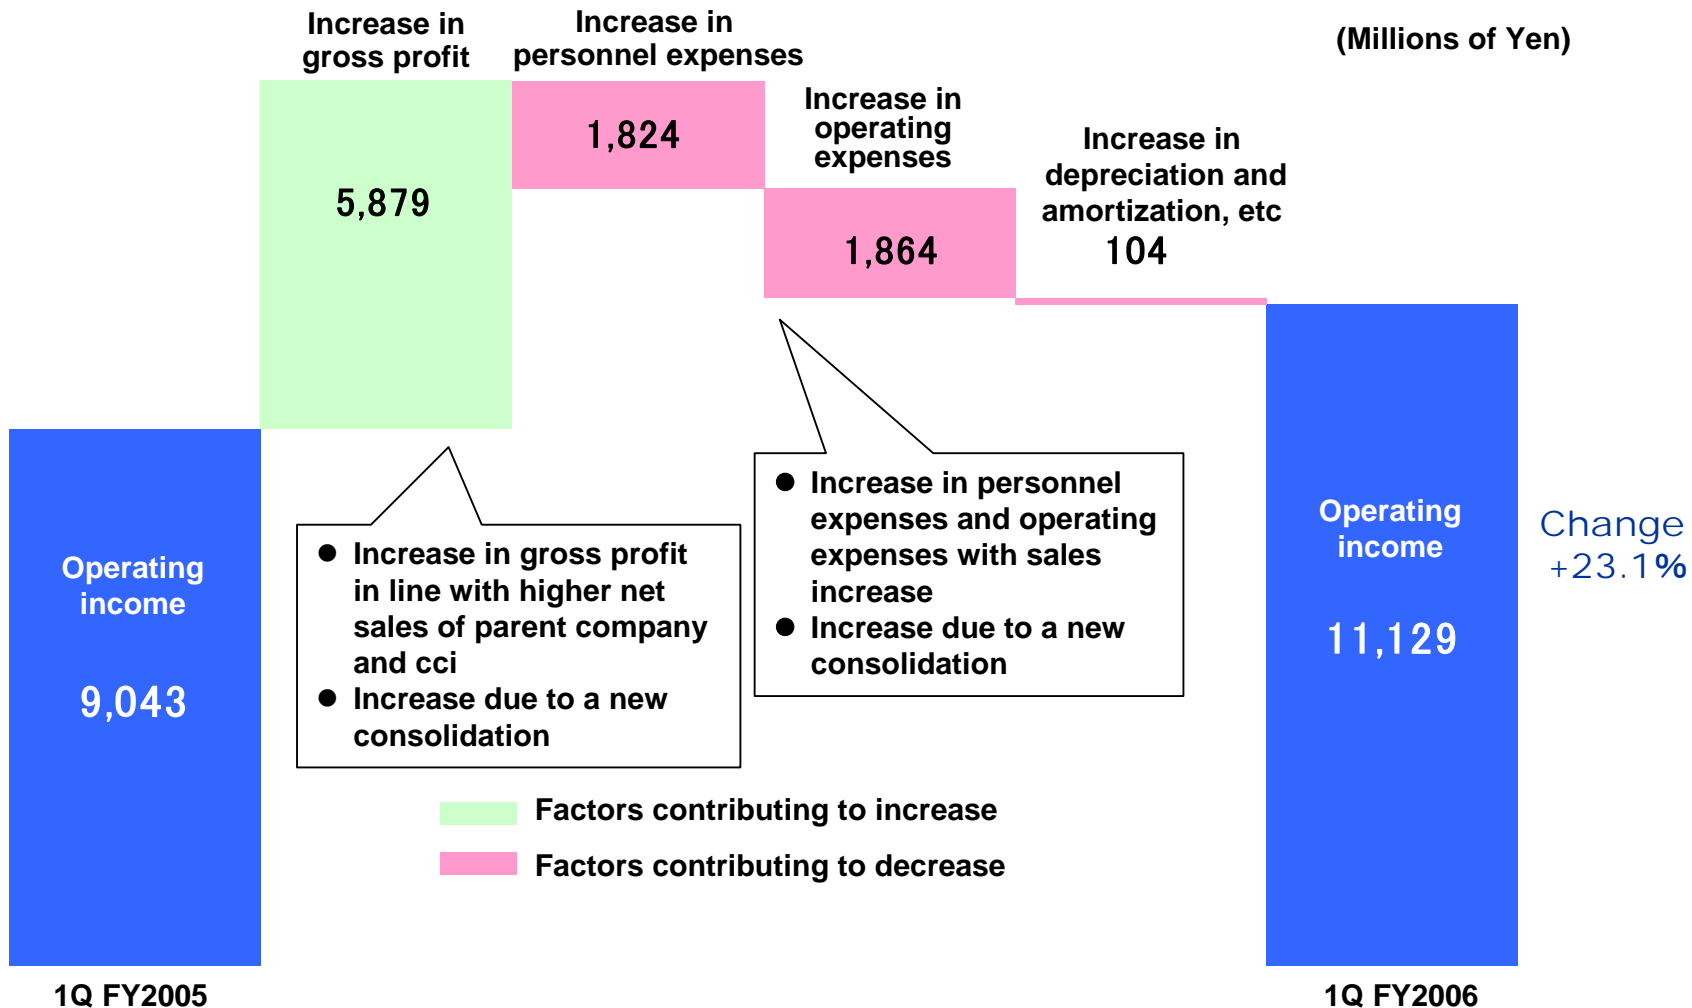 Increase in
gross profit
Increase in
personnel expenses
(Millions of Yen)
Increase in
operating
expenses
Increase in
depreciation and
amortization, etc
1,824
5,879
1,864
104
● Increase in gross profit
in line with higher net
sales of parent company
and cci
● Increase due to a new
consolidation
● Increase in personnel
expenses and operating
expenses with sales
increase
● Increase due to a new
consolidation
Operating
income
9,043
Operating
income
11,129
Change
+23.1%
Factors contributing to increase
Factors contributing to decrease
1Q FY2005
1Q FY2006